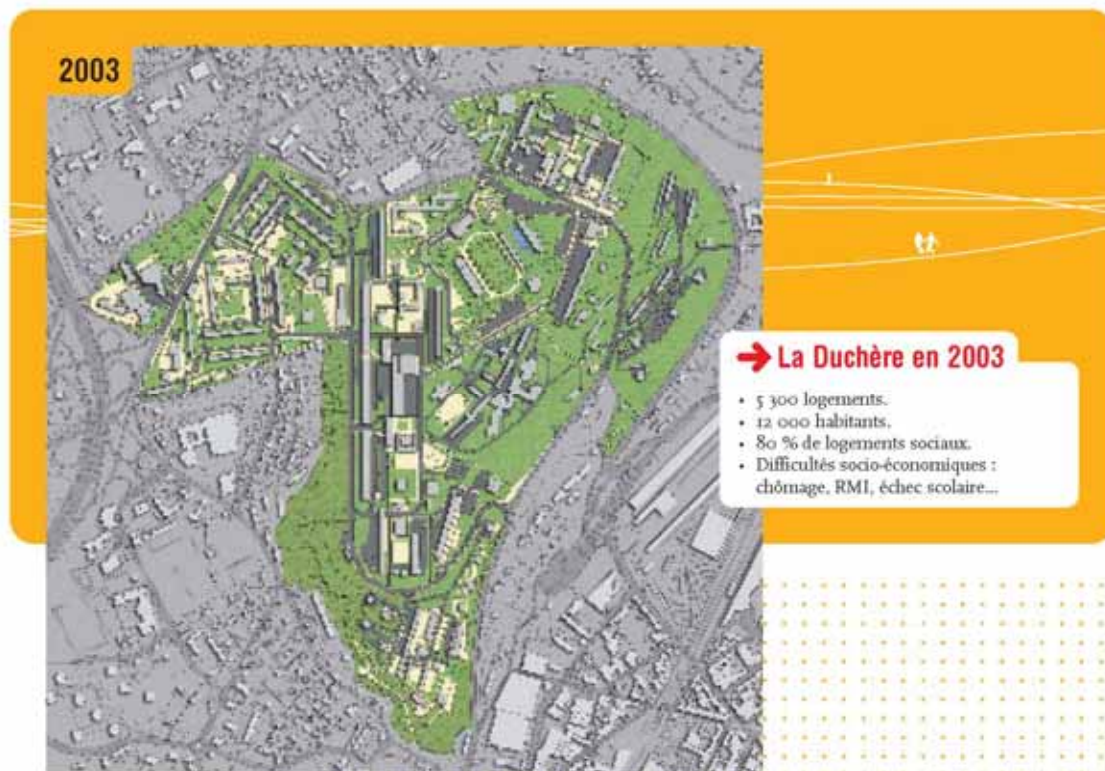 2003
La Duchère en 2003
• 5 300 logements.
• 12 000 habitants.
• 80 % de logements sociaux.
• Difficultés socio-économiques :
chômage, RMI, échec scolaire...